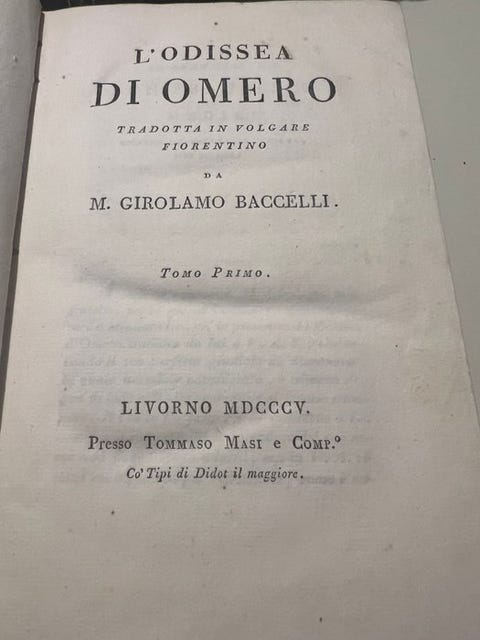 L'ODISSEA
DI OMERO
TRADOTTA IN VOLGARE
FIORENTINO
DA
M. GIROLAMO BACCELLI.
TOMO PRIMO.
LIVORNO MDCCCV.
Presso TOMMASO MASI e COMP.º
Co' Tipi di Didot il maggiore.